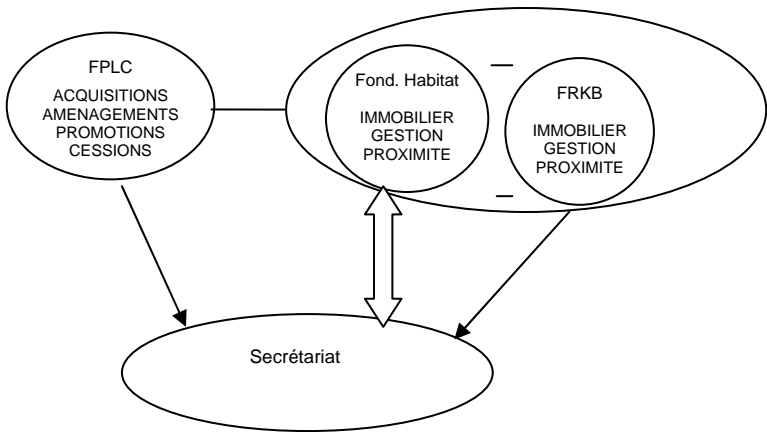 FPLC
ACQUISITIONS
AMENAGEMENTS
PROMOTIONS
CESSIONS
Fond. Habitat
IMMOBILIER
GESTION
PROXIMITE
FRKB
IMMOBILIER
GESTION
PROXIMITE
Secrétariat